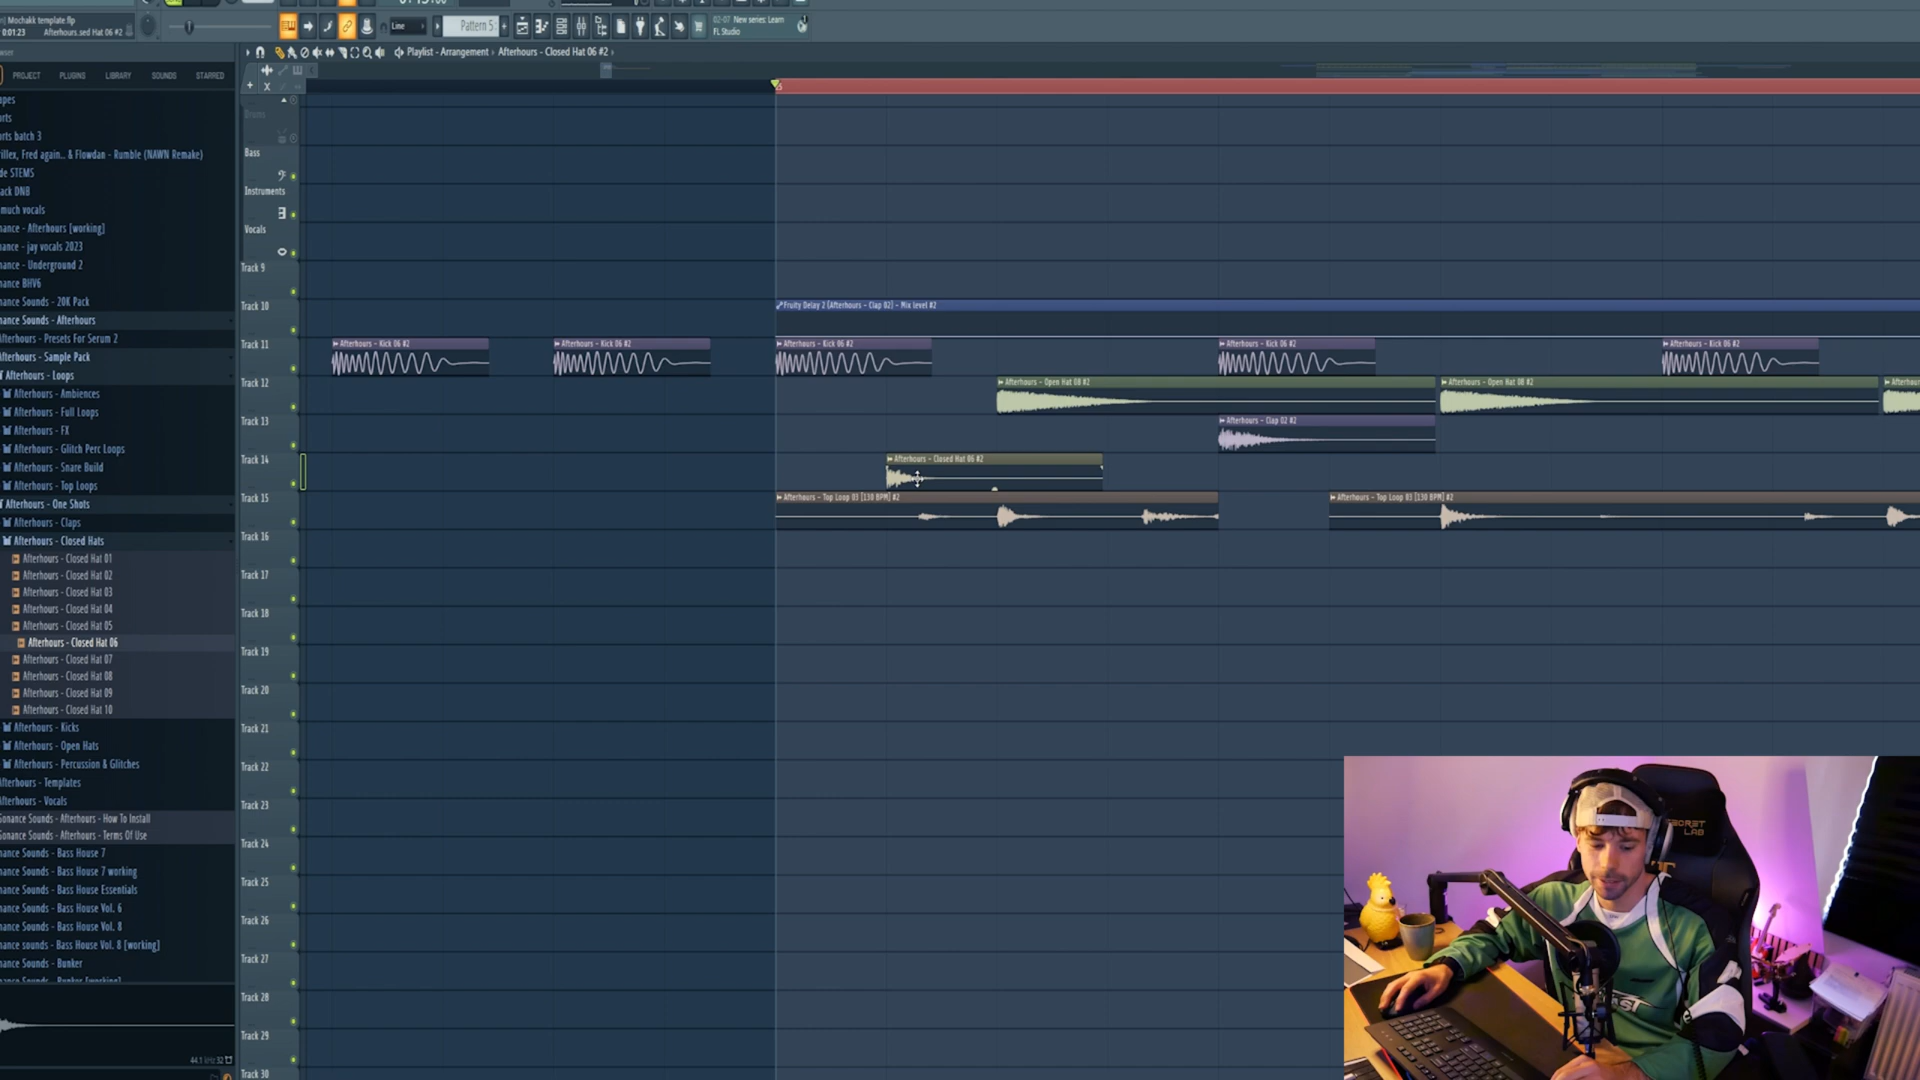 Mochakk template.flp
0:01:23
Afterhours.sed Hat 06 #2
Line
Pattern 5
02-07 New series: Learn
FL Studio
Playlist - Arrangement › Afterhours - Closed Hat 06 #2 ›
PROJECT
PLUGINS
LIBRARY
SOUNDS
STARRED
rts batch 3
illex, Fred again.. & Flowdan - Rumble (NAWN Remake)
de STEMS
ack DNB
much vocals
nance - Afterhours [working]
nance - jay vocals 2023
nance - Underground 2
nance BHV6
nance Sounds - 20K Pack
nance Sounds - Afterhours
Afterhours - Presets For Serum 2
Afterhours - Sample Pack
Afterhours - Loops
Afterhours - Ambiences
Afterhours - Full Loops
Afterhours - FX
Afterhours - Glitch Perc Loops
Afterhours - Snare Build
Afterhours - Top Loops
Afterhours - One Shots
Afterhours - Claps
Afterhours - Closed Hats
Afterhours - Closed Hat 01
Afterhours - Closed Hat 02
Afterhours - Closed Hat 03
Afterhours - Closed Hat 04
Afterhours - Closed Hat 05
Afterhours - Closed Hat 06
Afterhours - Closed Hat 07
Afterhours - Closed Hat 08
Afterhours - Closed Hat 09
Afterhours - Closed Hat 10
Afterhours - Kicks
Afterhours - Open Hats
Afterhours - Percussion & Glitches
Afterhours - Templates
Afterhours - Vocals
Sonance Sounds - Afterhours - How To Install
Sonance Sounds - Afterhours - Terms Of Use
nance Sounds - Bass House 7
nance Sounds - Bass House 7 working
nance Sounds - Bass House Essentials
nance Sounds - Bass House Vol. 6
nance Sounds - Bass House Vol. 8
nance sounds - Bass House Vol. 8 [working]
nance Sounds - Bunker
nance Sounds - Bunker [working]
Drums
Bass
Instruments
Vocals
Track 9
Track 10
Fruity Delay 2 (Afterhours - Clap 02) - Mix level #2
Track 11
Afterhours - Kick 06 #2
Afterhours - Kick 06 #2
Afterhours - Kick 06 #2
Afterhours - Kick 06 #2
Afterhours - Kick 06 #2
Track 12
Afterhours - Open Hat 08 #2
Afterhours - Open Hat 08 #2
Track 13
Afterhours - Clap 02 #2
Track 14
Afterhours - Closed Hat 06 #2
Track 15
Afterhours - Top Loop 03 [130 BPM] #2
Afterhours - Top Loop 03 [130 BPM] #2
Track 16
Track 17
Track 18
Track 19
Track 20
Track 21
Track 22
Track 23
Track 24
Track 25
Track 26
Track 27
Track 28
Track 29
Track 30
SECRET
LAB